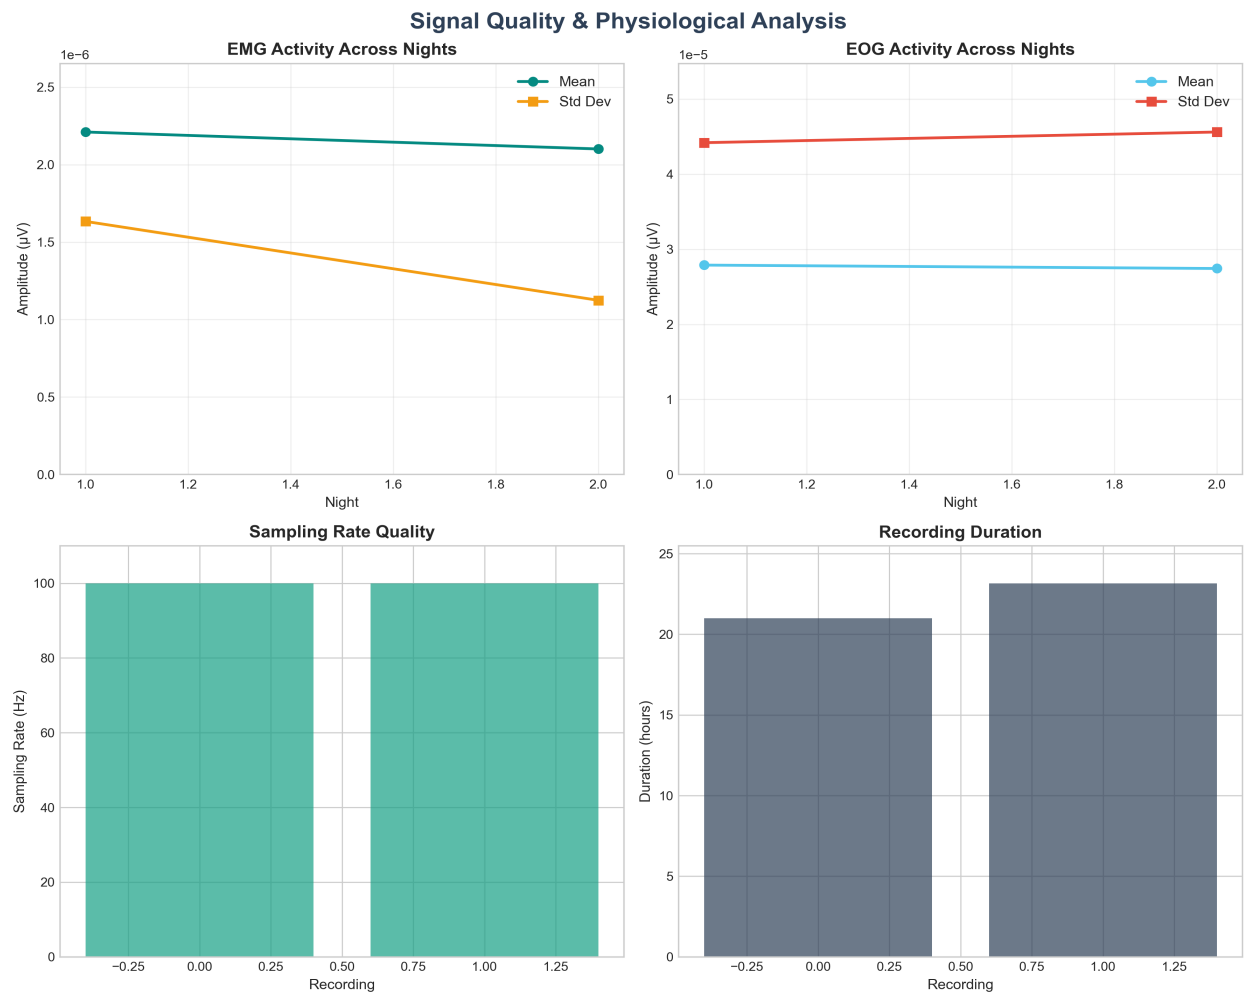 Signal Quality & Physiological Analysis
EMG Activity Across Nights
1e−6
Mean
Std Dev
2.5
2.0
1.5
1.0
0.5
0.0
Amplitude (μV)
1.0 1.2 1.4 1.6 1.8 2.0
Night
EOG Activity Across Nights
1e−5
Mean
Std Dev
5
4
3
2
1
0
Amplitude (μV)
1.0 1.2 1.4 1.6 1.8 2.0
Night
Sampling Rate Quality
100
80
60
40
20
0
Sampling Rate (Hz)
−0.25 0.00 0.25 0.50 0.75 1.00 1.25
Recording
Recording Duration
25
20
15
10
5
0
Duration (hours)
−0.25 0.00 0.25 0.50 0.75 1.00 1.25
Recording